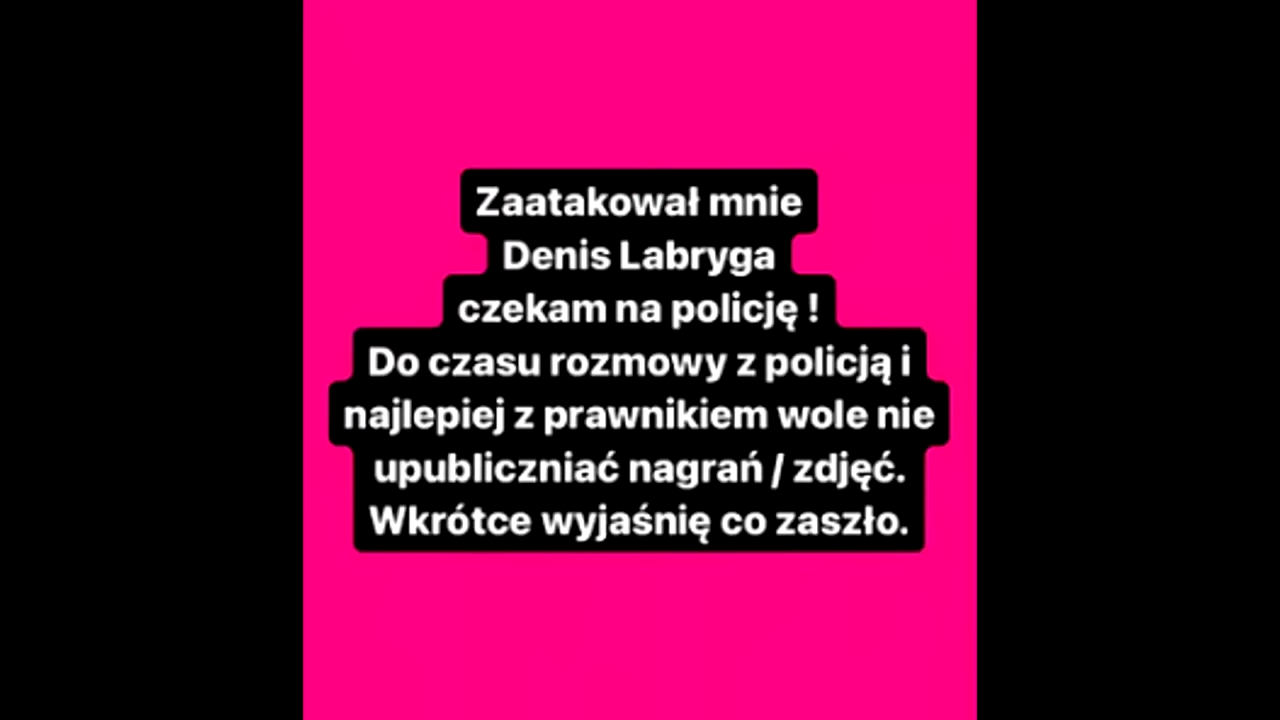 Zaatakował mnie
Denis Labryga
czekam na policję !
Do czasu rozmowy z policją i
najlepiej z prawnikiem wole nie
upubliczniać nagrań / zdjęć.
Wkrótce wyjaśnię co zaszło.